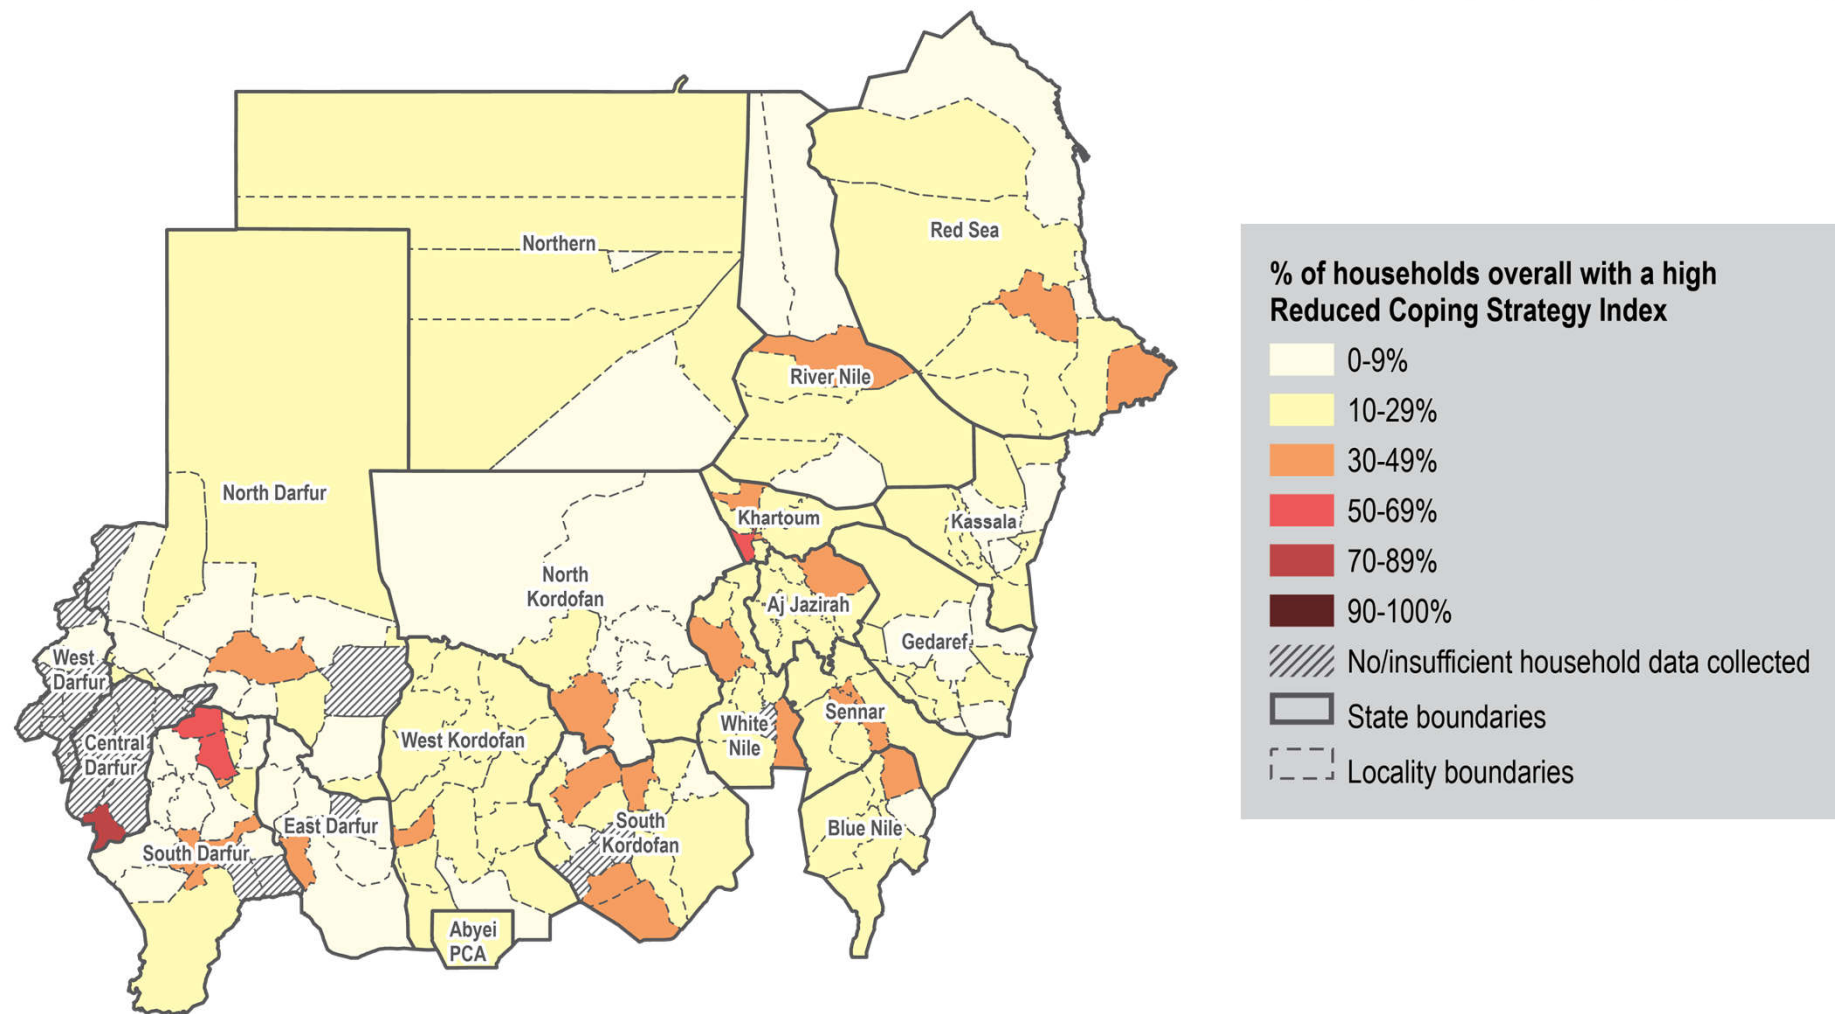 Red Sea
Northern
River Nile
North Darfur
Khartoum
Kassala
North
Kordofan
Aj Jazirah
Gedaref
West
Darfur
White
Nile
Sennar
Central
Darfur
West Kordofan
East Darfur
South
Kordofan
Blue Nile
South Darfur
Abyei
PCA
% of households overall with a high
Reduced Coping Strategy Index
0-9%
10-29%
30-49%
50-69%
70-89%
90-100%
No/insufficient household data collected
State boundaries
Locality boundaries